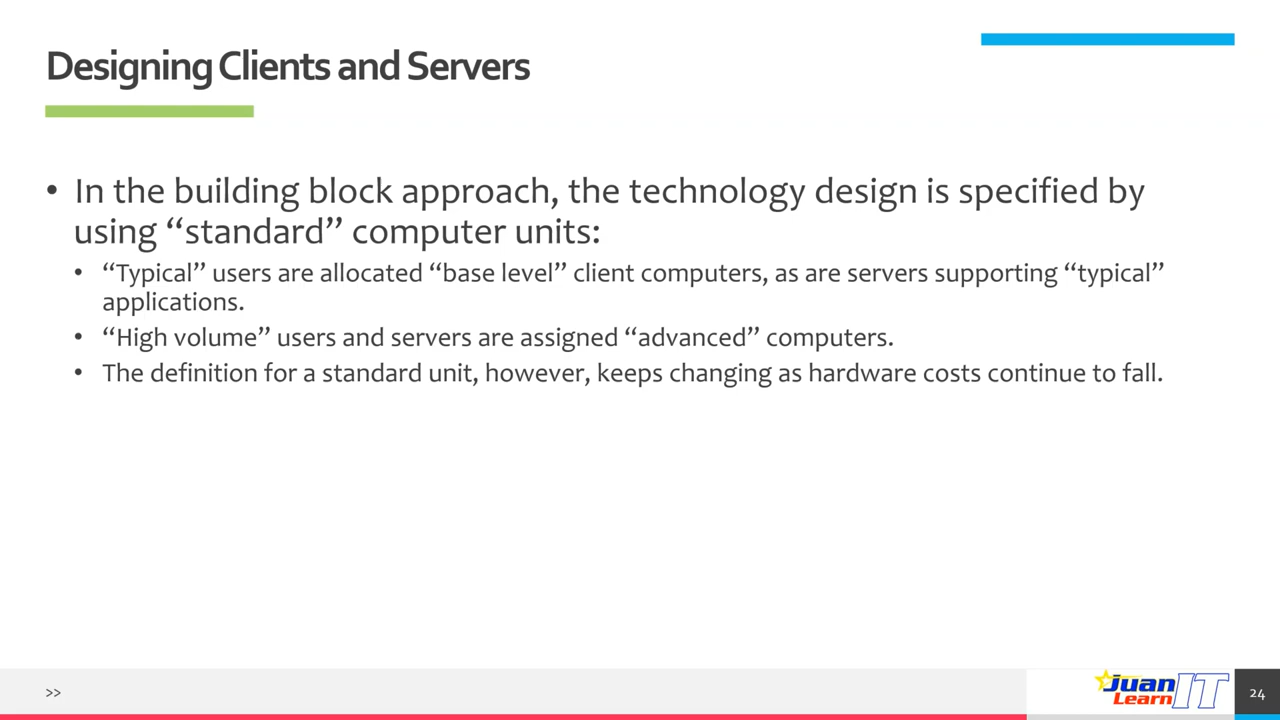 Designing Clients and Servers
• In the building block approach, the technology design is specified by
using “standard” computer units:
• “Typical” users are allocated “base level” client computers, as are servers supporting “typical”
applications.
• “High volume” users and servers are assigned “advanced” computers.
• The definition for a standard unit, however, keeps changing as hardware costs continue to fall.
>>
Juan
Learn
IT
24